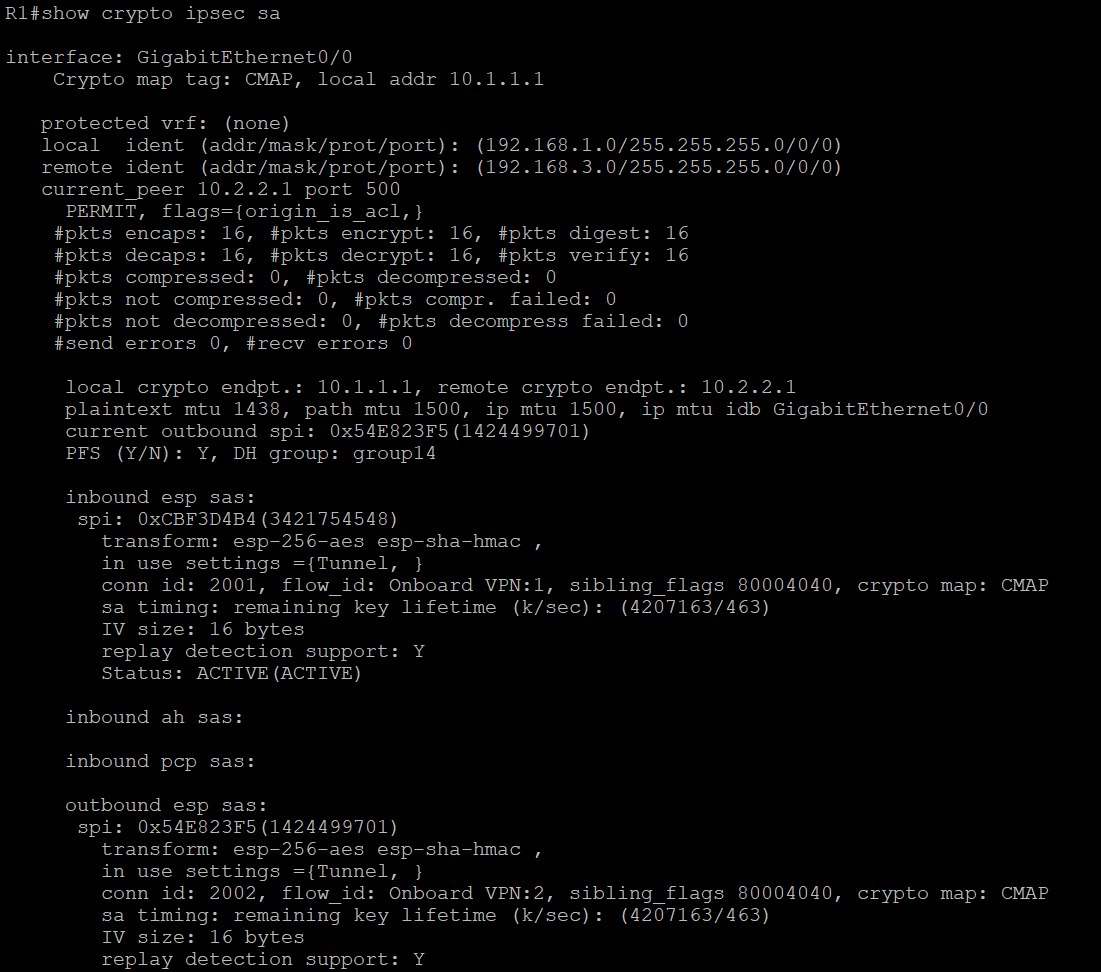 R1#show crypto ipsec sa
interface: GigabitEthernet0/0
Crypto map tag: CMAP, local addr 10.1.1.1
protected vrf: (none)
local  ident (addr/mask/prot/port): (192.168.1.0/255.255.255.0/0/0)
remote ident (addr/mask/prot/port): (192.168.3.0/255.255.255.0/0/0)
current_peer 10.2.2.1 port 500
PERMIT, flags={origin_is_acl,}
#pkts encaps: 16, #pkts encrypt: 16, #pkts digest: 16
#pkts decaps: 16, #pkts decrypt: 16, #pkts verify: 16
#pkts compressed: 0, #pkts decompressed: 0
#pkts not compressed: 0, #pkts compr. failed: 0
#pkts not decompressed: 0, #pkts decompress failed: 0
#send errors 0, #recv errors 0
local crypto endpt.: 10.1.1.1, remote crypto endpt.: 10.2.2.1
plaintext mtu 1438, path mtu 1500, ip mtu 1500, ip mtu idb GigabitEthernet0/0
current outbound spi: 0x54E823F5(1424499701)
PFS (Y/N): Y, DH group: group14
inbound esp sas:
spi: 0xCBF3D4B4(3421754548)
transform: esp-256-aes esp-sha-hmac ,
in use settings ={Tunnel, }
conn id: 2001, flow_id: Onboard VPN:1, sibling_flags 80004040, crypto map: CMAP
sa timing: remaining key lifetime (k/sec): (4207163/463)
IV size: 16 bytes
replay detection support: Y
Status: ACTIVE(ACTIVE)
inbound ah sas:
inbound pcp sas:
outbound esp sas:
spi: 0x54E823F5(1424499701)
transform: esp-256-aes esp-sha-hmac ,
in use settings ={Tunnel, }
conn id: 2002, flow_id: Onboard VPN:2, sibling_flags 80004040, crypto map: CMAP
sa timing: remaining key lifetime (k/sec): (4207163/463)
IV size: 16 bytes
replay detection support: Y